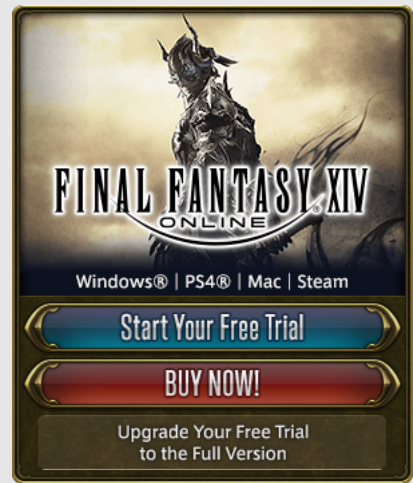 FINAL FANTASY® XIV
ONLINE
Windows® | PS4® | Mac | Steam
Start Your Free Trial
BUY NOW!
Upgrade Your Free Trial
to the Full Version